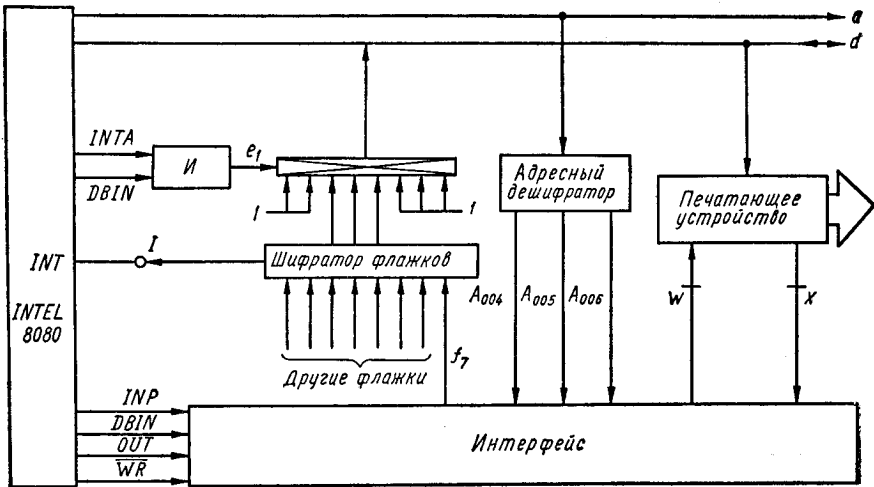 a
d
INTA
И
e₁
DBIN
1
1
Адресный
дешифратор
Печатающее
устройство
INT
I
Шифратор флажков
INTEL
8080
A₀₀₄
A₀₀₅
A₀₀₆
W
X
f₇
Другие флажки
INP
DBIN
OUT
WR
Интерфейс